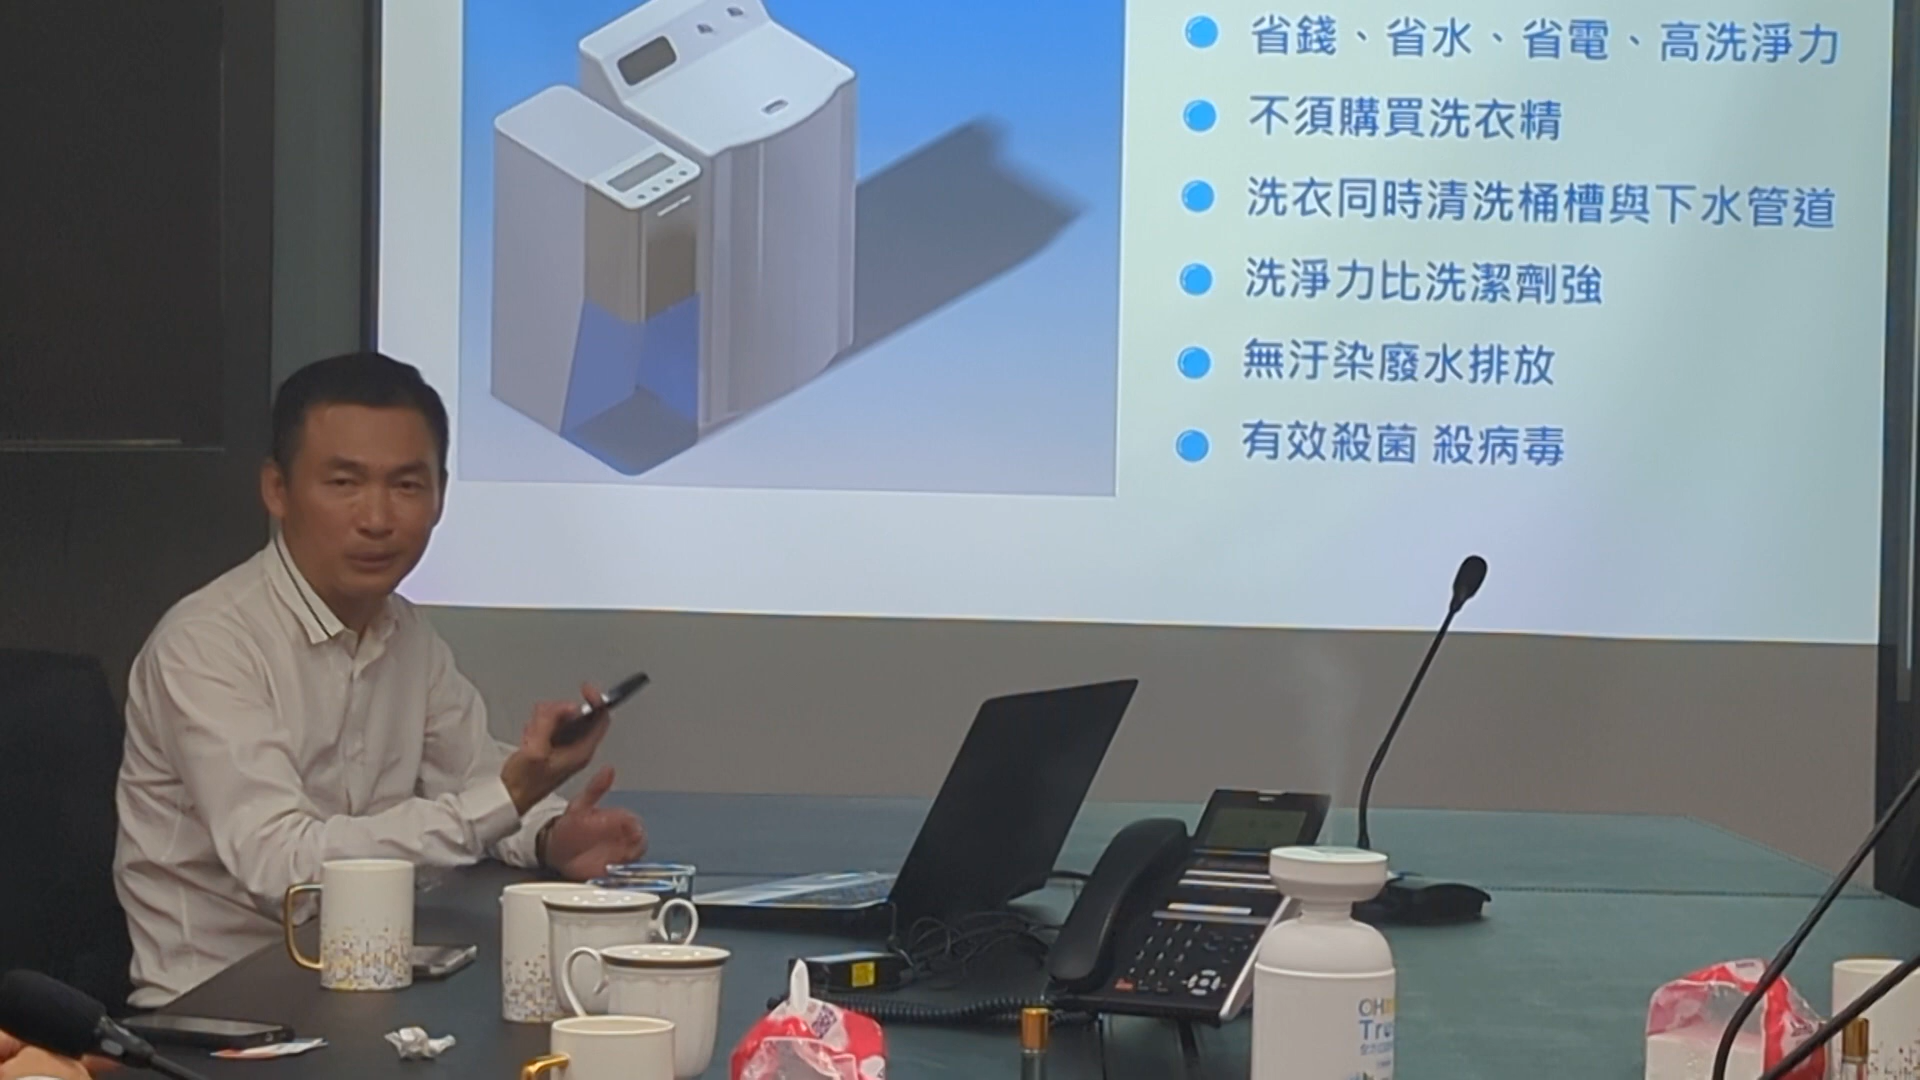 省錢、省水、省電、高洗淨力
不須購買洗衣精
洗衣同時清洗桶槽與下水管道
洗淨力比洗潔劑強
無汙染廢水排放
有效殺菌 殺病毒
OH
Tru